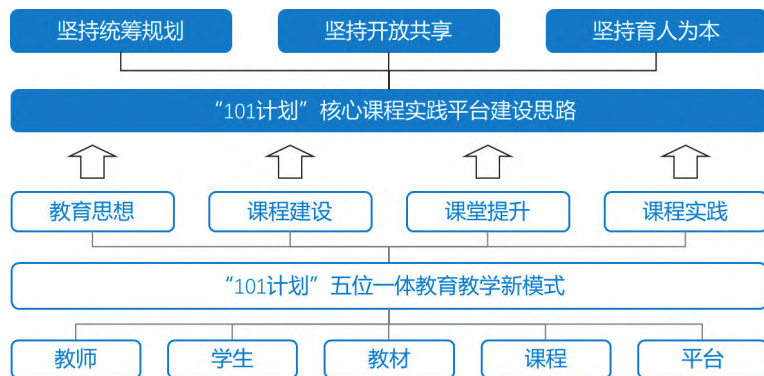 坚持统筹规划
坚持开放共享
坚持育人为本
“101计划”核心课程实践平台建设思路
教育思想
课程建设
课堂提升
课程实践
“101计划”五位一体教育教学新模式
教师
学生
教材
课程
平台